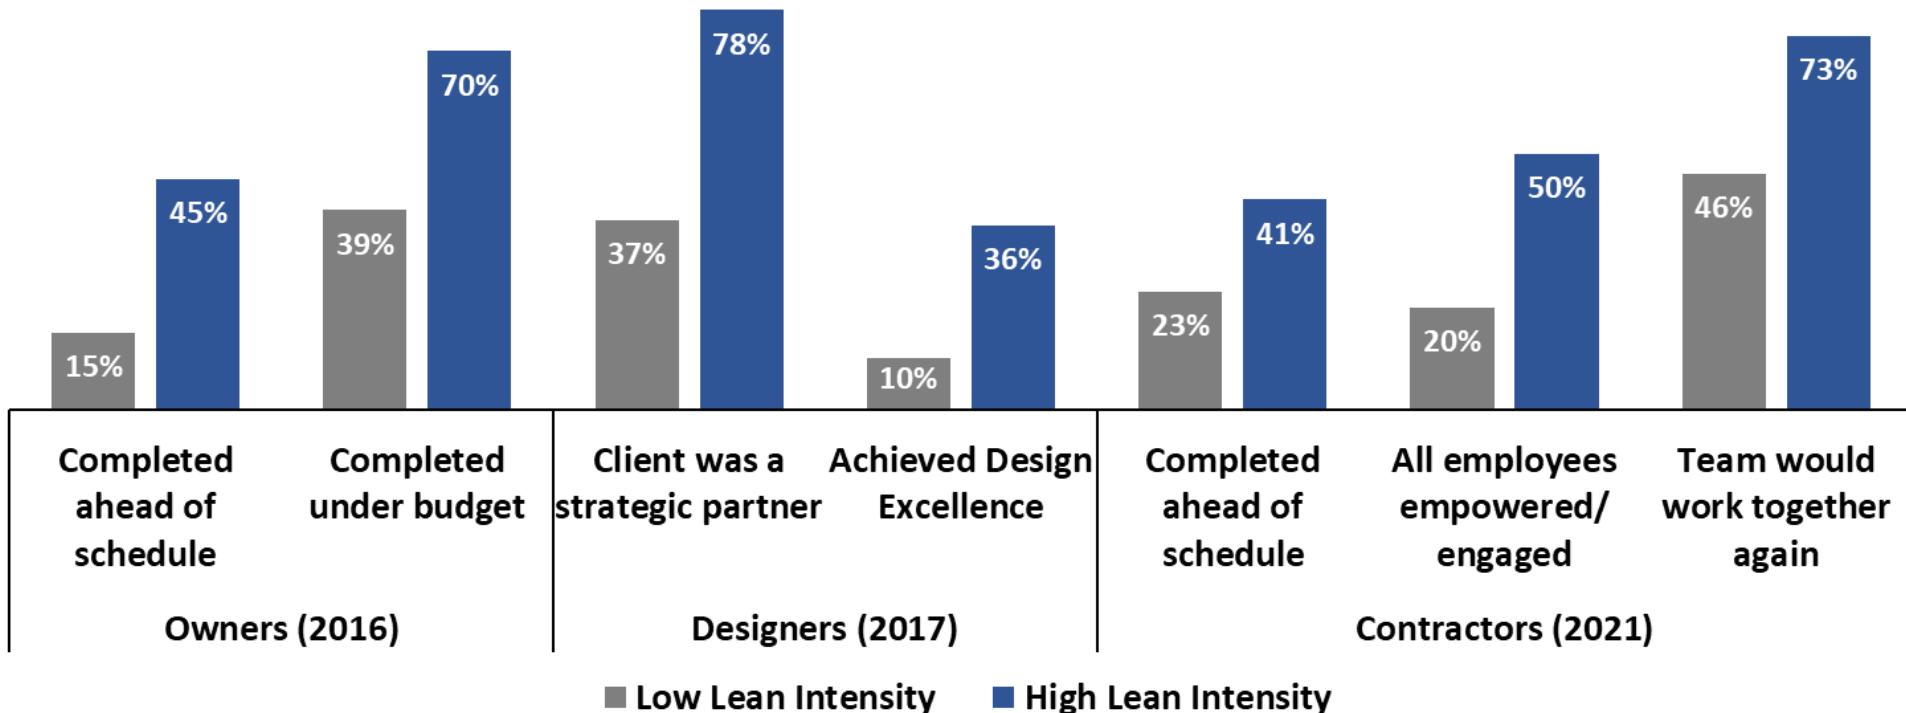 15%
45%
39%
70%
37%
78%
10%
36%
23%
41%
20%
50%
46%
73%
Completed
ahead of
schedule
Completed
under budget
Client was a
strategic partner
Achieved Design
Excellence
Completed
ahead of
schedule
All employees
empowered/
engaged
Team would
work together
again
Owners (2016)
Designers (2017)
Contractors (2021)
Low Lean Intensity
High Lean Intensity